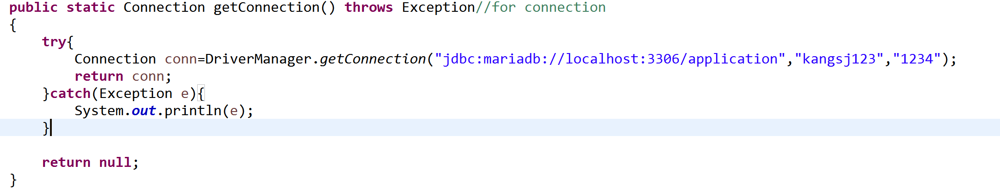 public static Connection getConnection() throws Exception//for connection
{
    try{
        Connection conn=DriverManager.getConnection("jdbc:mariadb://localhost:3306/application","kangsj123","1234");
        return conn;
    }catch(Exception e){
        System.out.println(e);
    }

    return null;
}